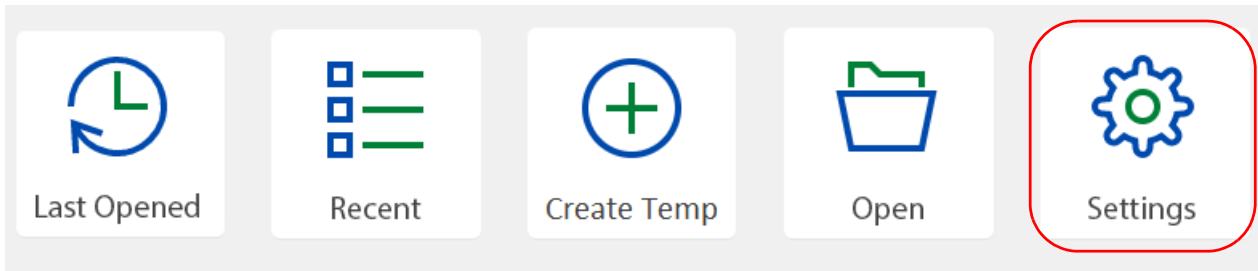 Last Opened
Recent
Create Temp
Open
Settings